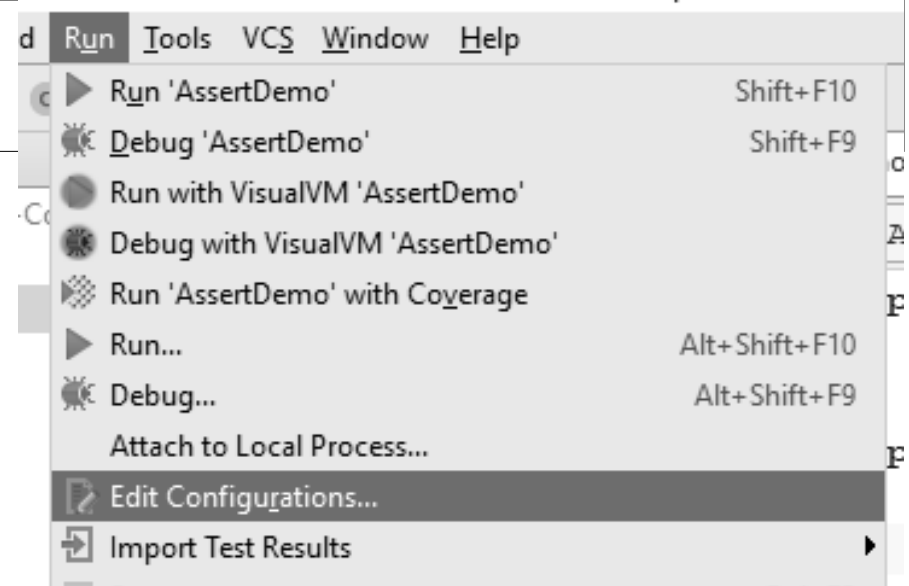 d Run Tools VCS Window Help
Run 'AssertDemo' Shift+F10
Debug 'AssertDemo' Shift+F9
Run with VisualVM 'AssertDemo'
Debug with VisualVM 'AssertDemo'
Run 'AssertDemo' with Coverage
Run... Alt+Shift+F10
Debug... Alt+Shift+F9
Attach to Local Process...
Edit Configurations...
Import Test Results